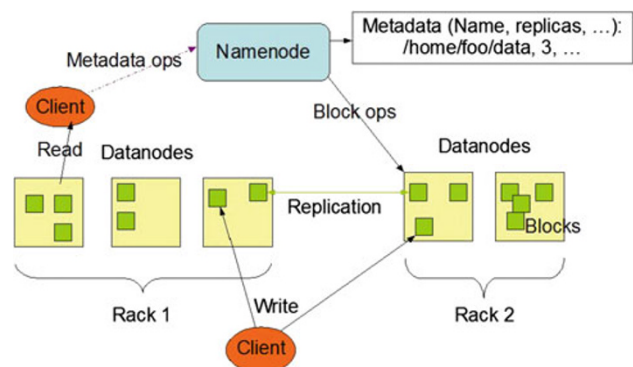 Metadata (Name, replicas, …):
/home/foo/data, 3, …
Namenode
Metadata ops
Client
Block ops
Read
Datanodes
Datanodes
Replication
Blocks
Rack 1
Write
Rack 2
Client